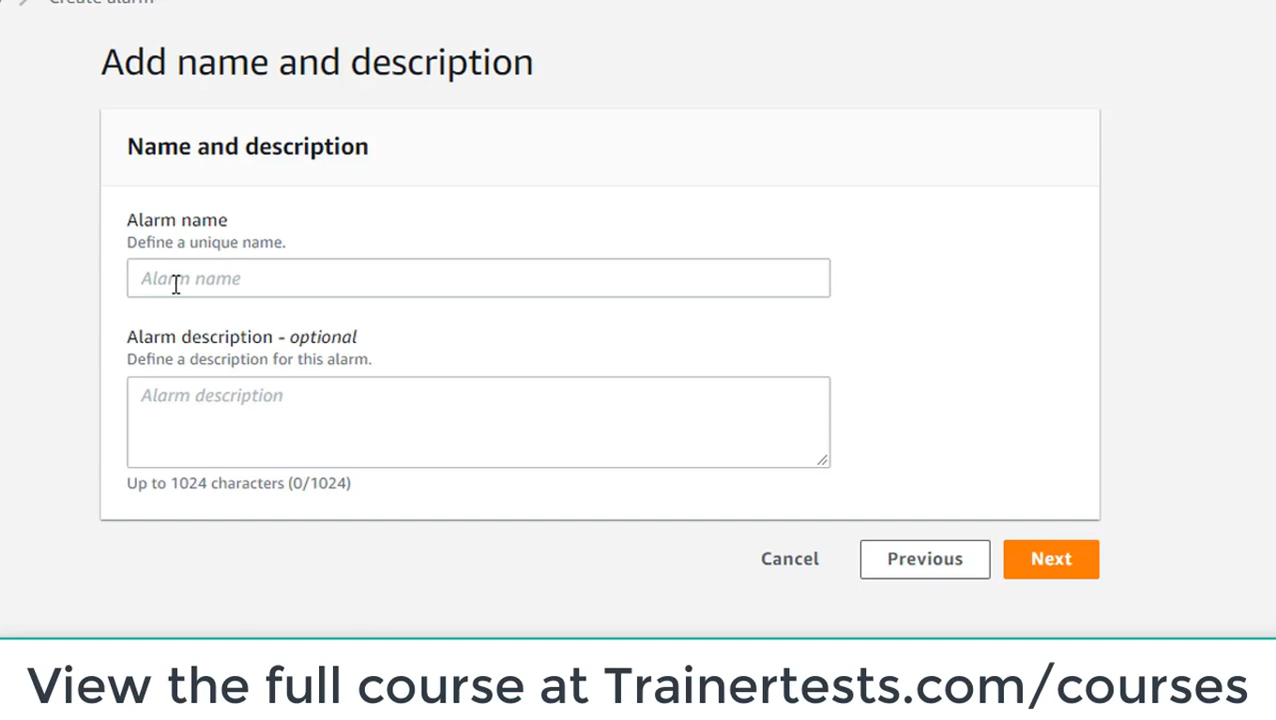 Create alarm
Add name and description
Name and description
Alarm name
Define a unique name.
Alarm name
Alarm description - optional
Define a description for this alarm.
Alarm description
Up to 1024 characters (0/1024)
Cancel
Previous
Next
View the full course at Trainertests.com/courses